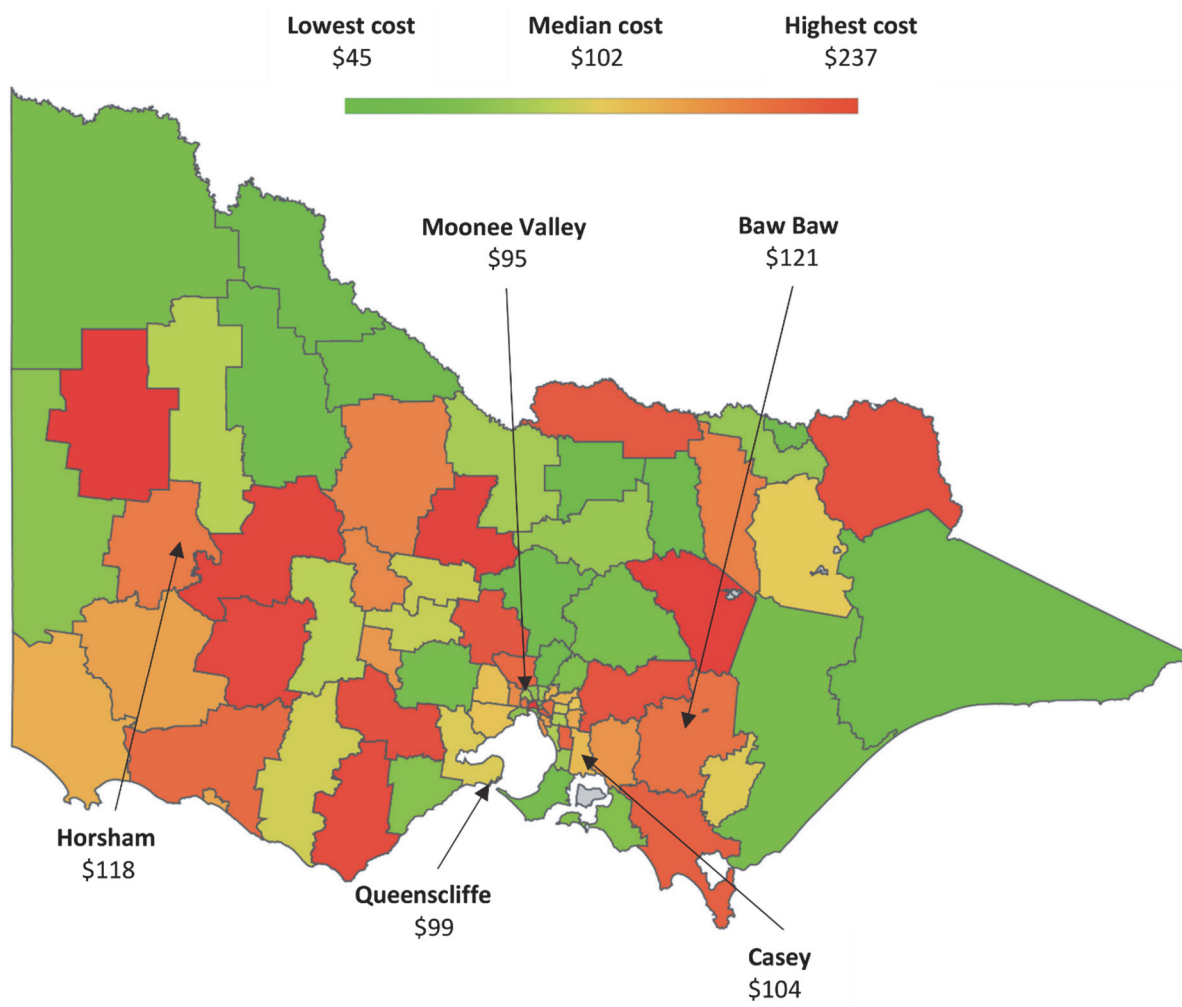 Lowest cost
$45
Median cost
$102
Highest cost
$237
Moonee Valley
$95
Baw Baw
$121
Horsham
$118
Queenscliffe
$99
Casey
$104